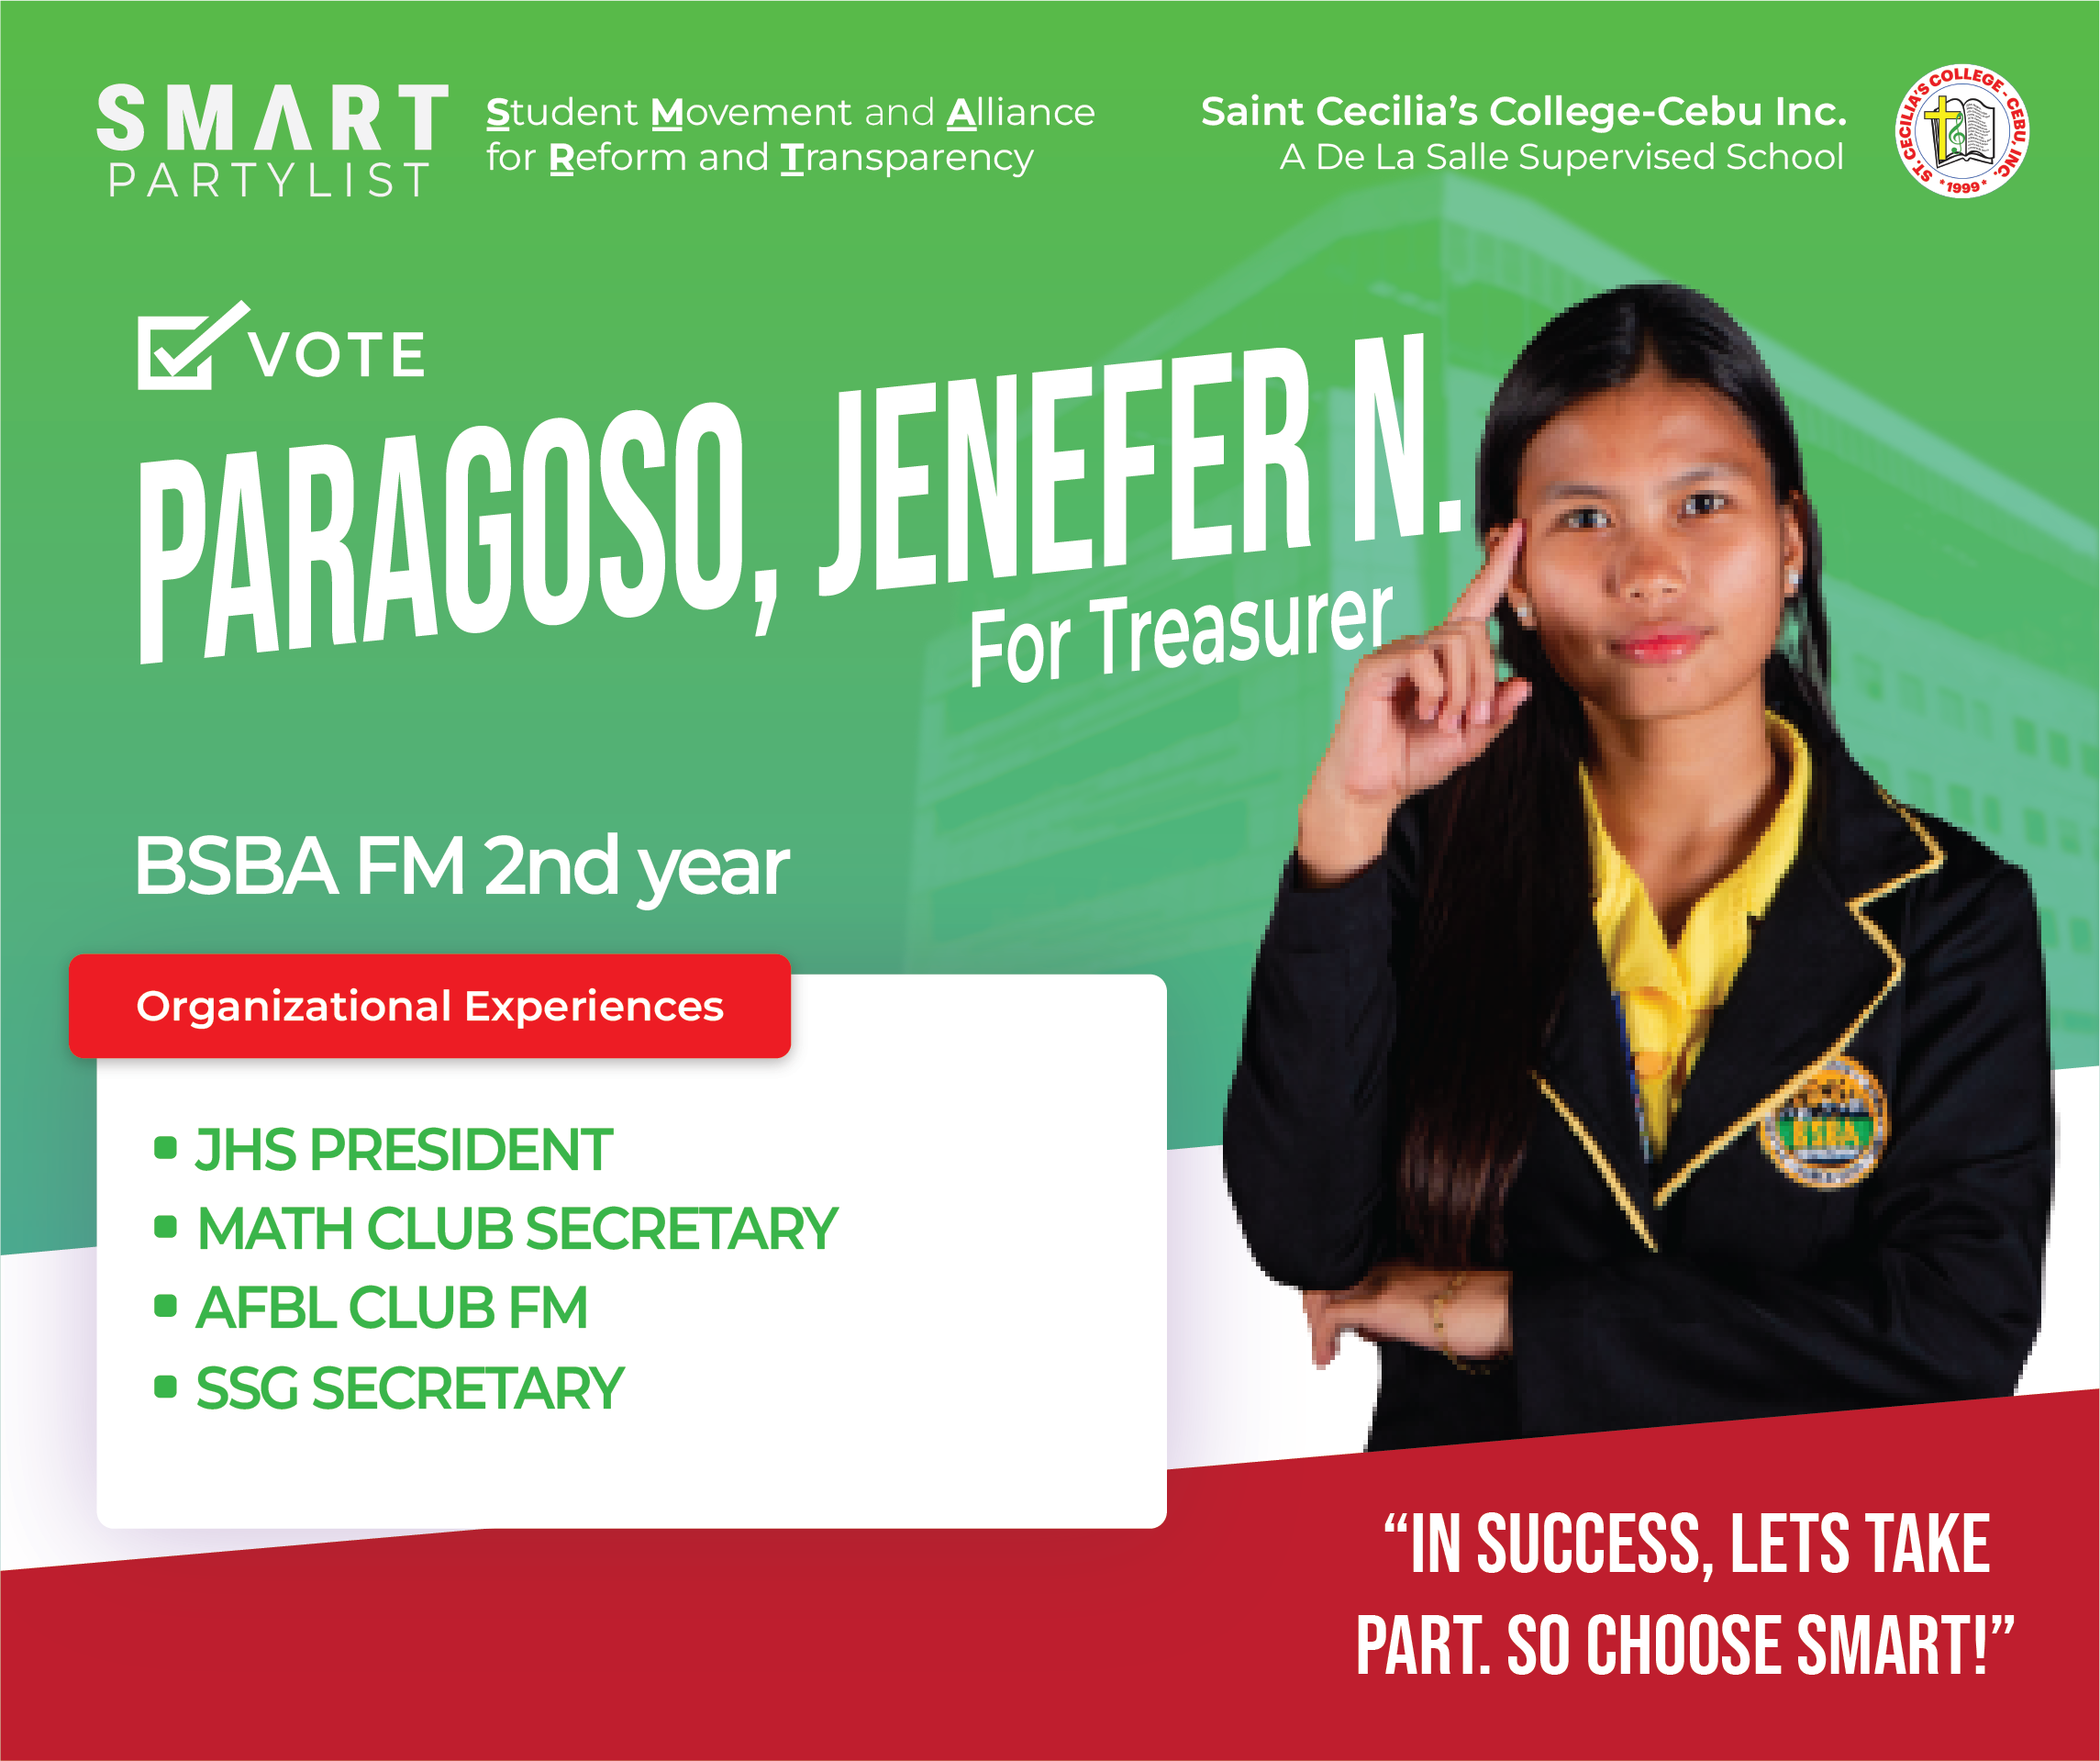 SMART
PARTYLIST
Student Movement and Alliance
for Reform and Transparency
Saint Cecilia's College-Cebu Inc.
A De La Salle Supervised School
ST. CECILIA'S COLLEGE - CEBU, INC.
* 1999 *
VOTE
PARAGOSO, JENEFER N.
For Treasurer
BSBA FM 2nd year
Organizational Experiences
JHS PRESIDENT
MATH CLUB SECRETARY
AFBL CLUB FM
SSG SECRETARY
BSBA
“IN SUCCESS, LETS TAKE
PART. SO CHOOSE SMART!”